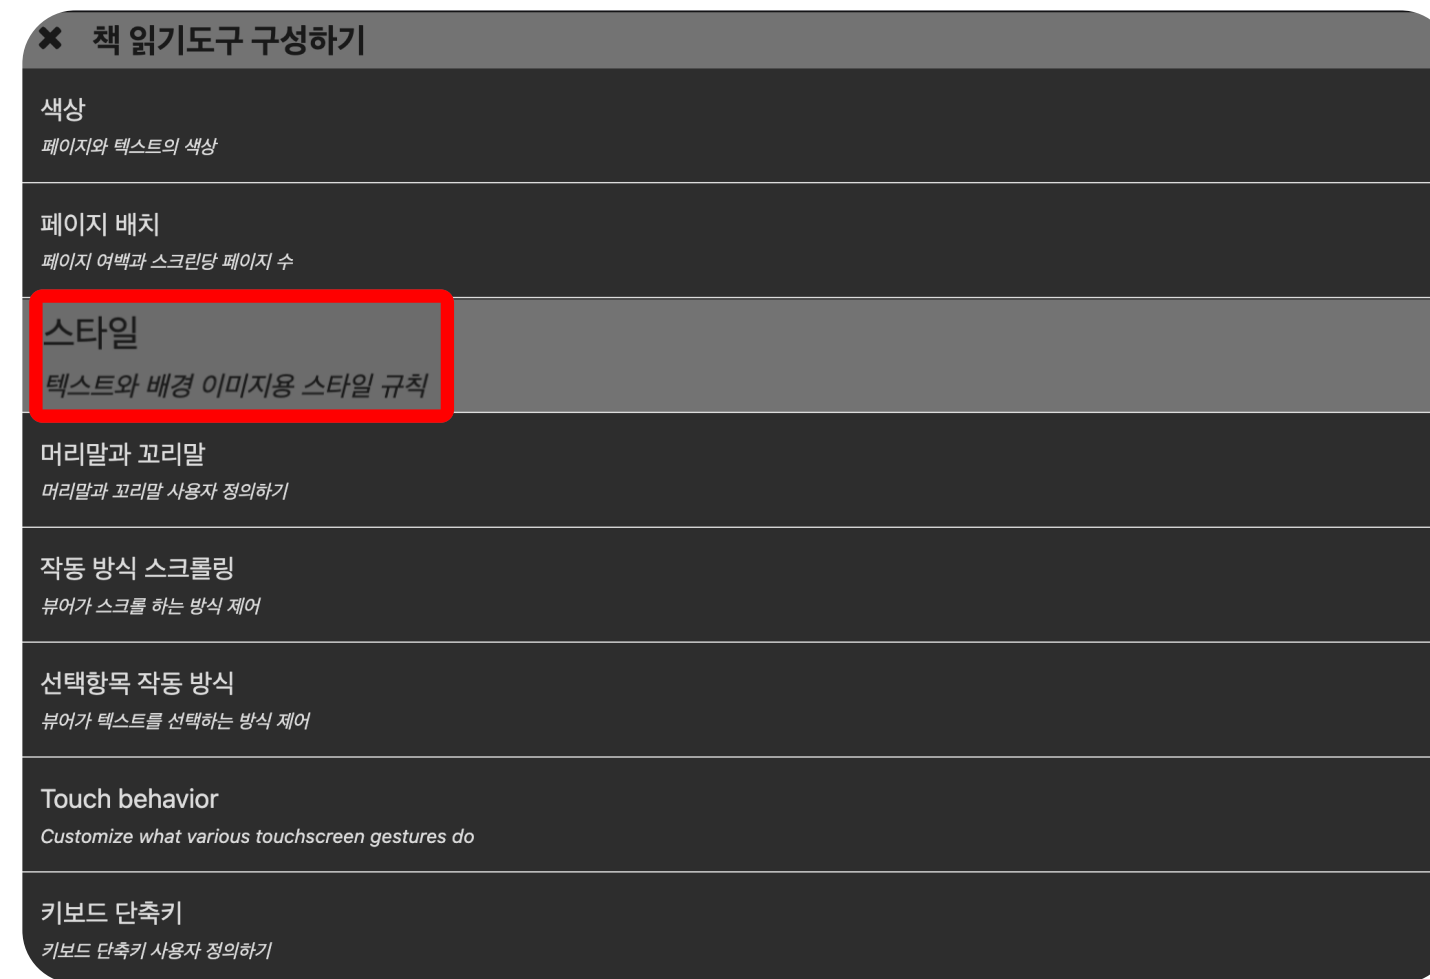 책 읽기도구 구성하기
색상
페이지와 텍스트의 색상
페이지 배치
페이지 여백과 스크린당 페이지 수
스타일
텍스트와 배경 이미지용 스타일 규칙
머리말과 꼬리말
머리말과 꼬리말 사용자 정의하기
작동 방식 스크롤링
뷰어가 스크롤 하는 방식 제어
선택항목 작동 방식
뷰어가 텍스트를 선택하는 방식 제어
Touch behavior
Customize what various touchscreen gestures do
키보드 단축키
키보드 단축키 사용자 정의하기